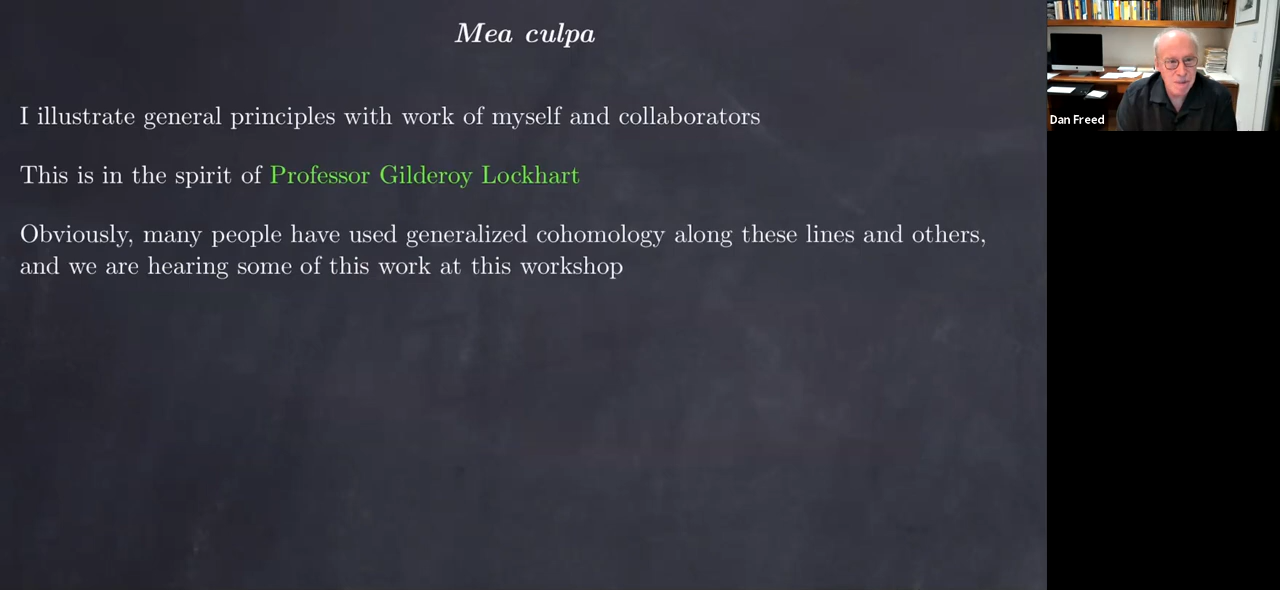 Mea culpa
I illustrate general principles with work of myself and collaborators
This is in the spirit of Professor Gilderoy Lockhart
Obviously, many people have used generalized cohomology along these lines and others,
and we are hearing some of this work at this workshop
Dan Freed